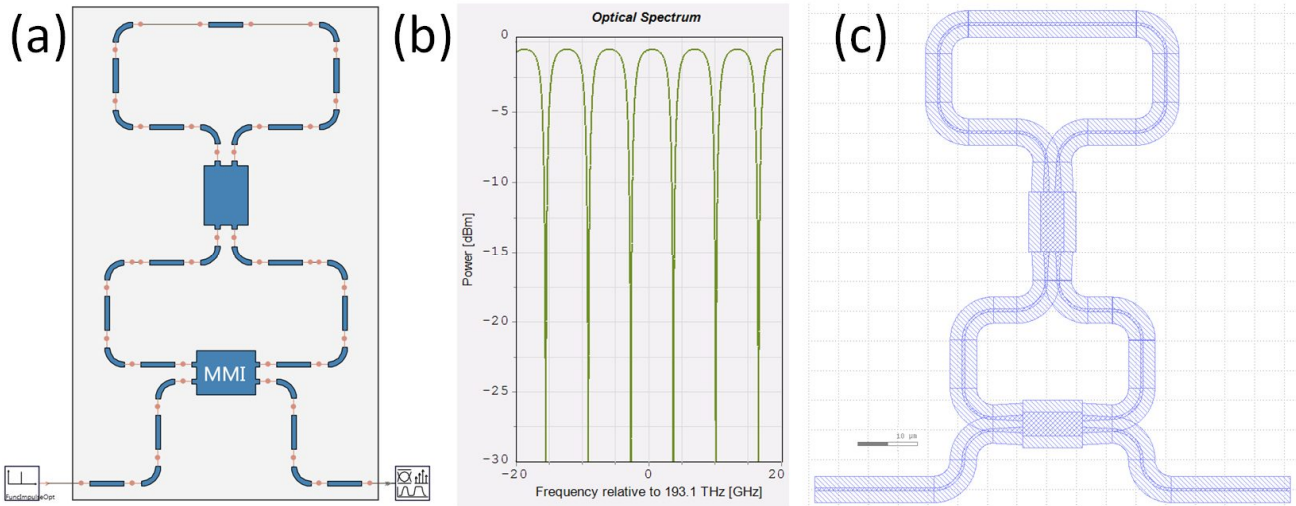 (a)
MMI
FuncImpulseOpt
(b)
Optical Spectrum
Power [dBm]
0
−5
−10
−15
−20
−25
−30
−20
0
20
Frequency relative to 193.1 THz [GHz]
(c)
10 µm